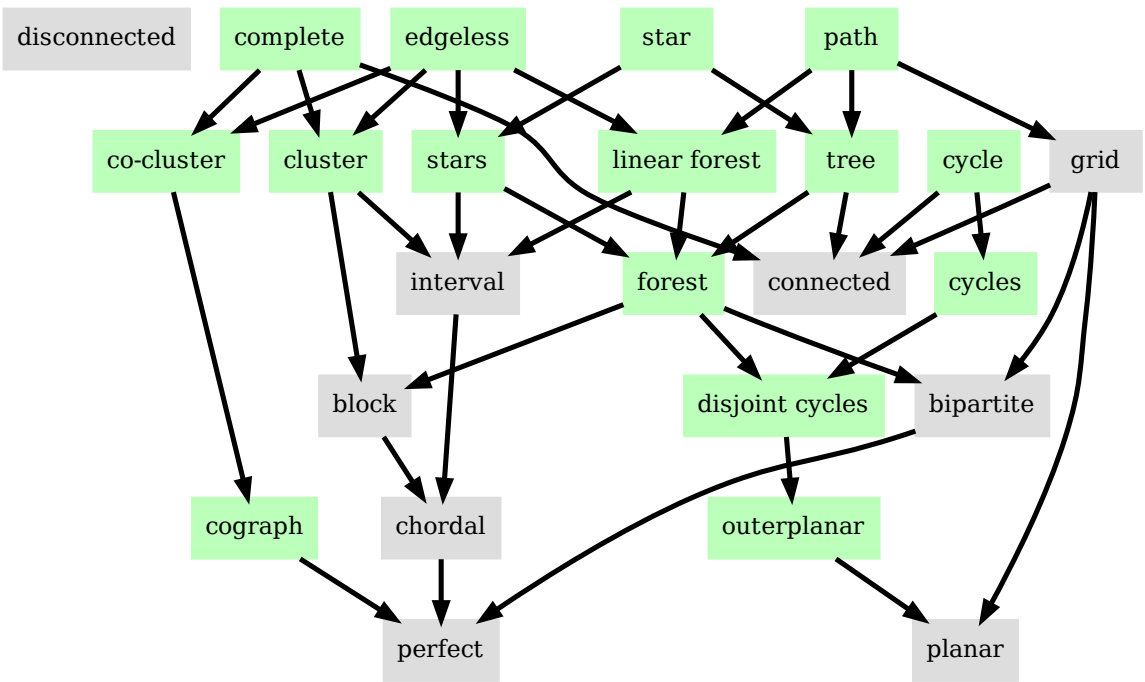 disconnected
complete
edgeless
star
path
co-cluster
cluster
stars
linear forest
tree
cycle
grid
interval
forest
connected
cycles
block
disjoint cycles
bipartite
cograph
chordal
outerplanar
perfect
planar